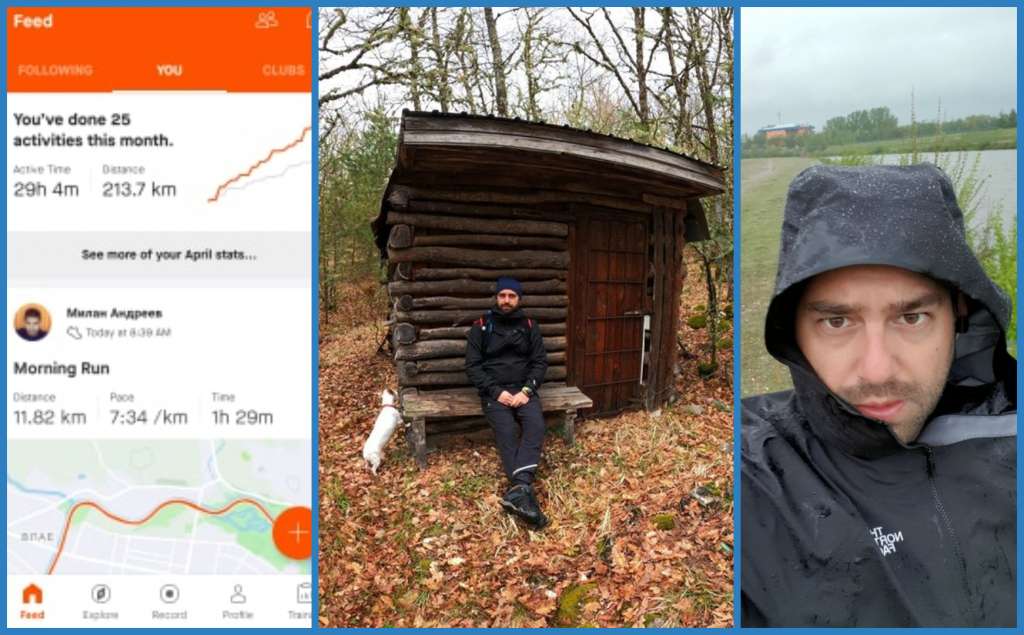 Feed
FOLLOWING YOU CLUBS
You've done 25
activities this month.
Active Time Distance
29h 4m 213.7 km
See more of your April stats...
Милан Андреев
Today at 8:39 AM
Morning Run
Distance Pace Time
11.82 km 7:34 /km 1h 29m
ВЛАЕ
Feed Explore Record Profile
THE
NORTH